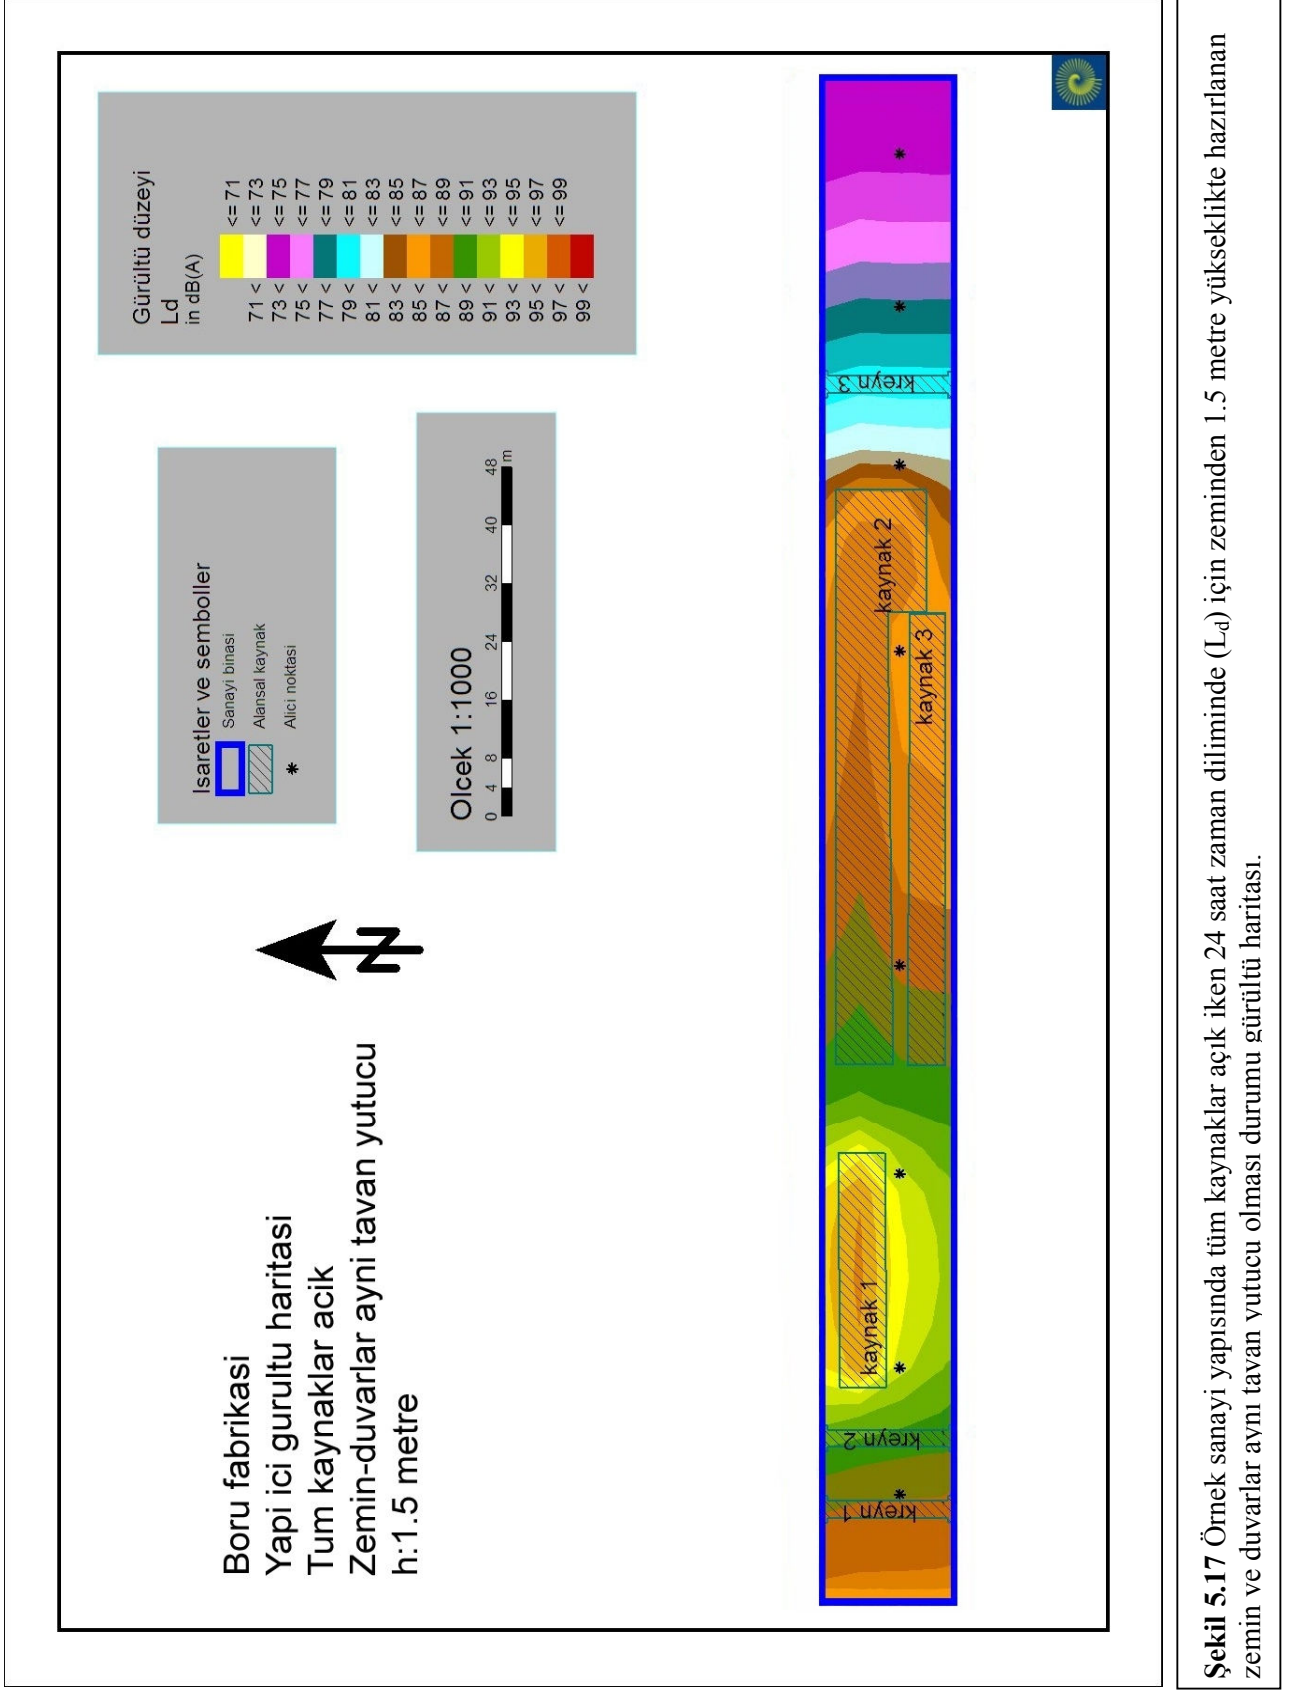 Boru fabrikasi
Yapi ici gurultu haritasi
Tum kaynaklar acik
Zemin-duvarlar ayni tavan yutucu
h:1.5 metre
N
Isaretler ve semboller
Sanayi binasi
Alansal kaynak
Alici noktasi
Olcek 1:1000
0 4 8 16 24 32 40 48
m
Gürültü düzeyi
Ld
in dB(A)
<= 71
71 < <= 73
73 < <= 75
75 < <= 77
77 < <= 79
79 < <= 81
81 < <= 83
83 < <= 85
85 < <= 87
87 < <= 89
89 < <= 91
91 < <= 93
93 < <= 95
95 < <= 97
97 < <= 99
99 <
kreyn 1
kreyn 2
kaynak 1
kaynak 3
kaynak 2
kreyn 3
Şekil 5.17 Örnek sanayi yapısında tüm kaynaklar açık iken 24 saat zaman diliminde (Ld) için zeminden 1.5 metre yükseklikte hazırlanan
zemin ve duvarlar aynı tavan yutucu olması durumu gürültü haritası.